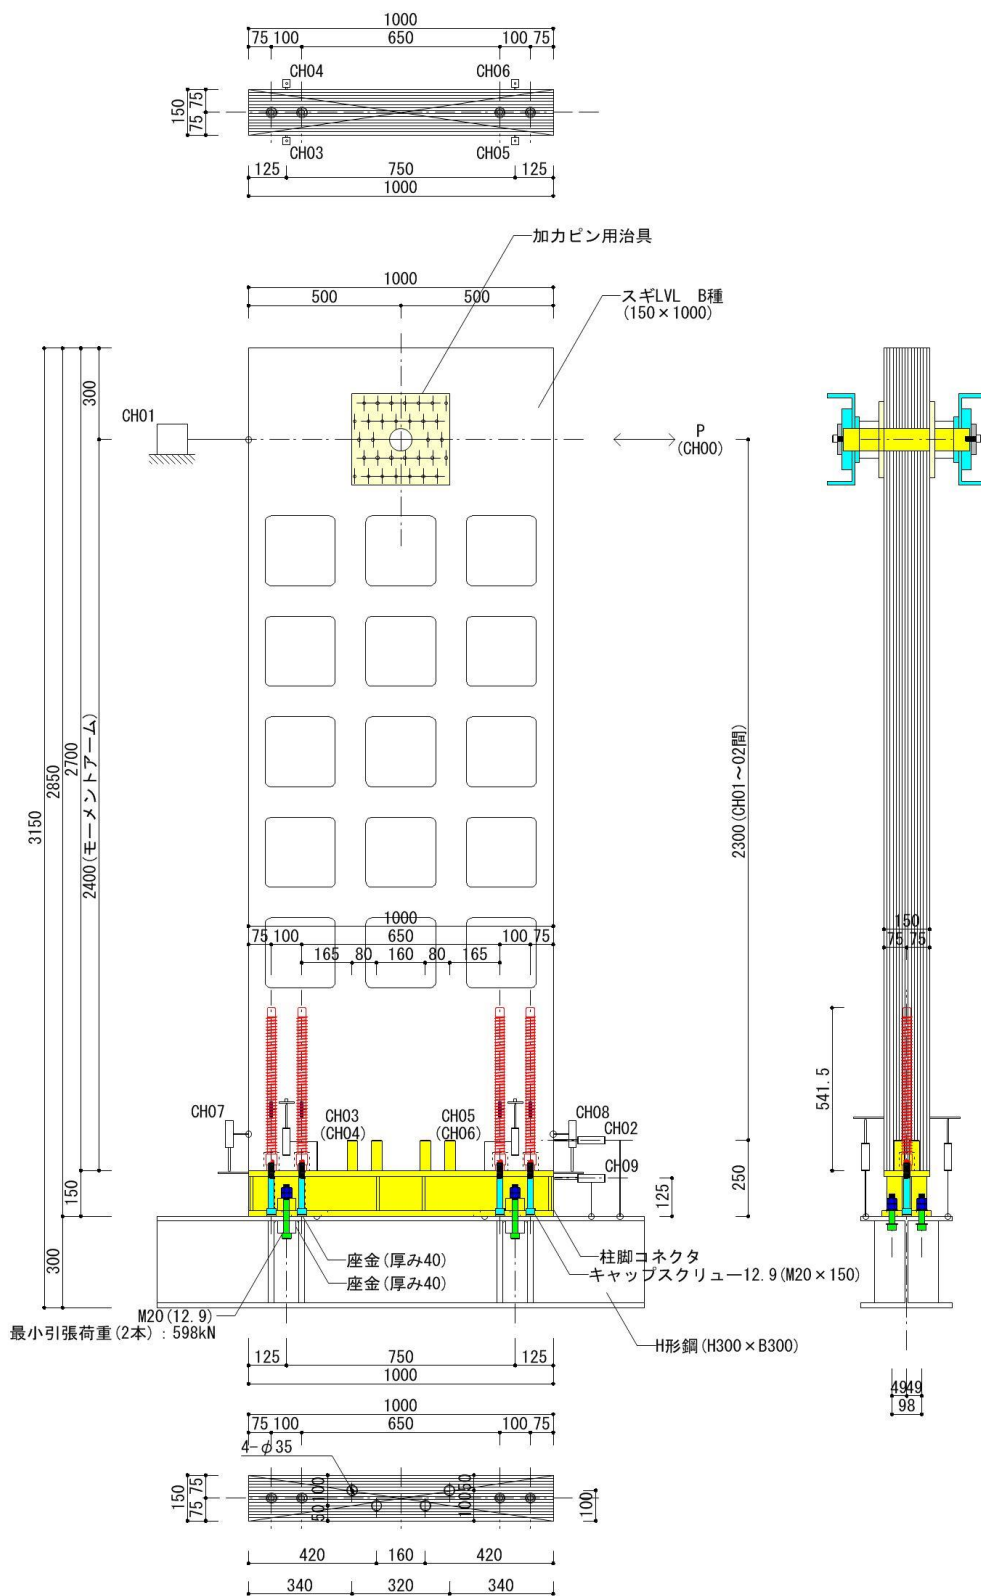 1000
75 100 650 100 75
CH04 CH06
150 75 75
CH03 CH05
125 750 125
1000
加力ピン用治具
1000
500 500
スギLVL B種
(150×1000)
CH01
P
(CH00)
300
3150
2850
2700
2400(モーメントアーム)
2300(CH01～02間)
1000
75 100 650 100 75
165 80 160 80 165
150
75 75
541.5
CH07
CH03
(CH04)
CH05
(CH06)
CH08
CH02
CH09
150
125
250
300
座金(厚み40)
座金(厚み40)
柱脚コネクタ
キャップスクリュー12.9(M20×150)
M20(12.9)
最小引張荷重(2本)：598kN
H形鋼(H300×B300)
125 750 125
1000
4949
98
1000
75 100 650 100 75
4-φ35
150 75 75
50 100
100 50
100
420 160 420
340 320 340